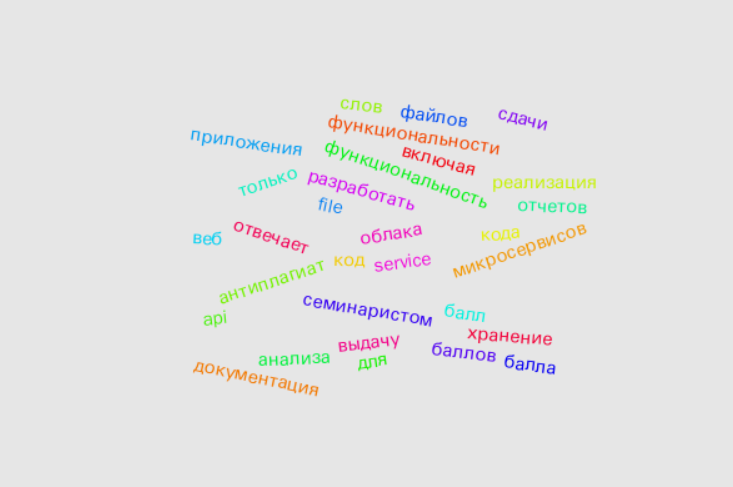 слов
файлов
сдачи
функциональности
приложения
включая
функциональность
только
разработать
реализация
file
отчетов
веб
отвечает
облака
кода
микросервисов
код
service
антиплагиат
api
семинаристом
балл
хранение
выдачу
баллов
балла
анализа
для
документация